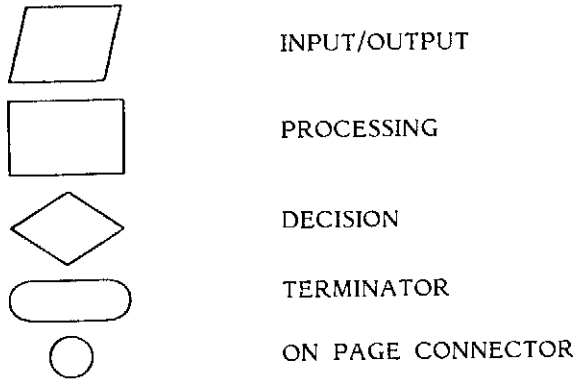 INPUT/OUTPUT
PROCESSING
DECISION
TERMINATOR
ON PAGE CONNECTOR